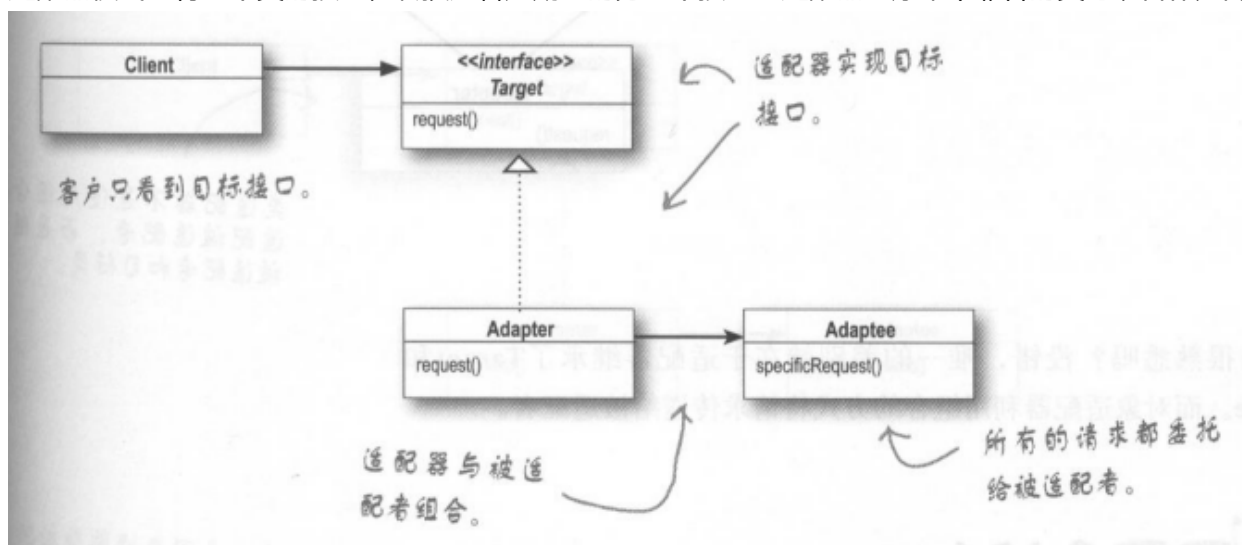 Client
<<interface>>
Target
request()
适配器实现目标
接口。
客户只看到目标接口。
Adapter
request()
Adaptee
specificRequest()
适配器与被适
配者组合。
所有的请求都委托
给被适配者。